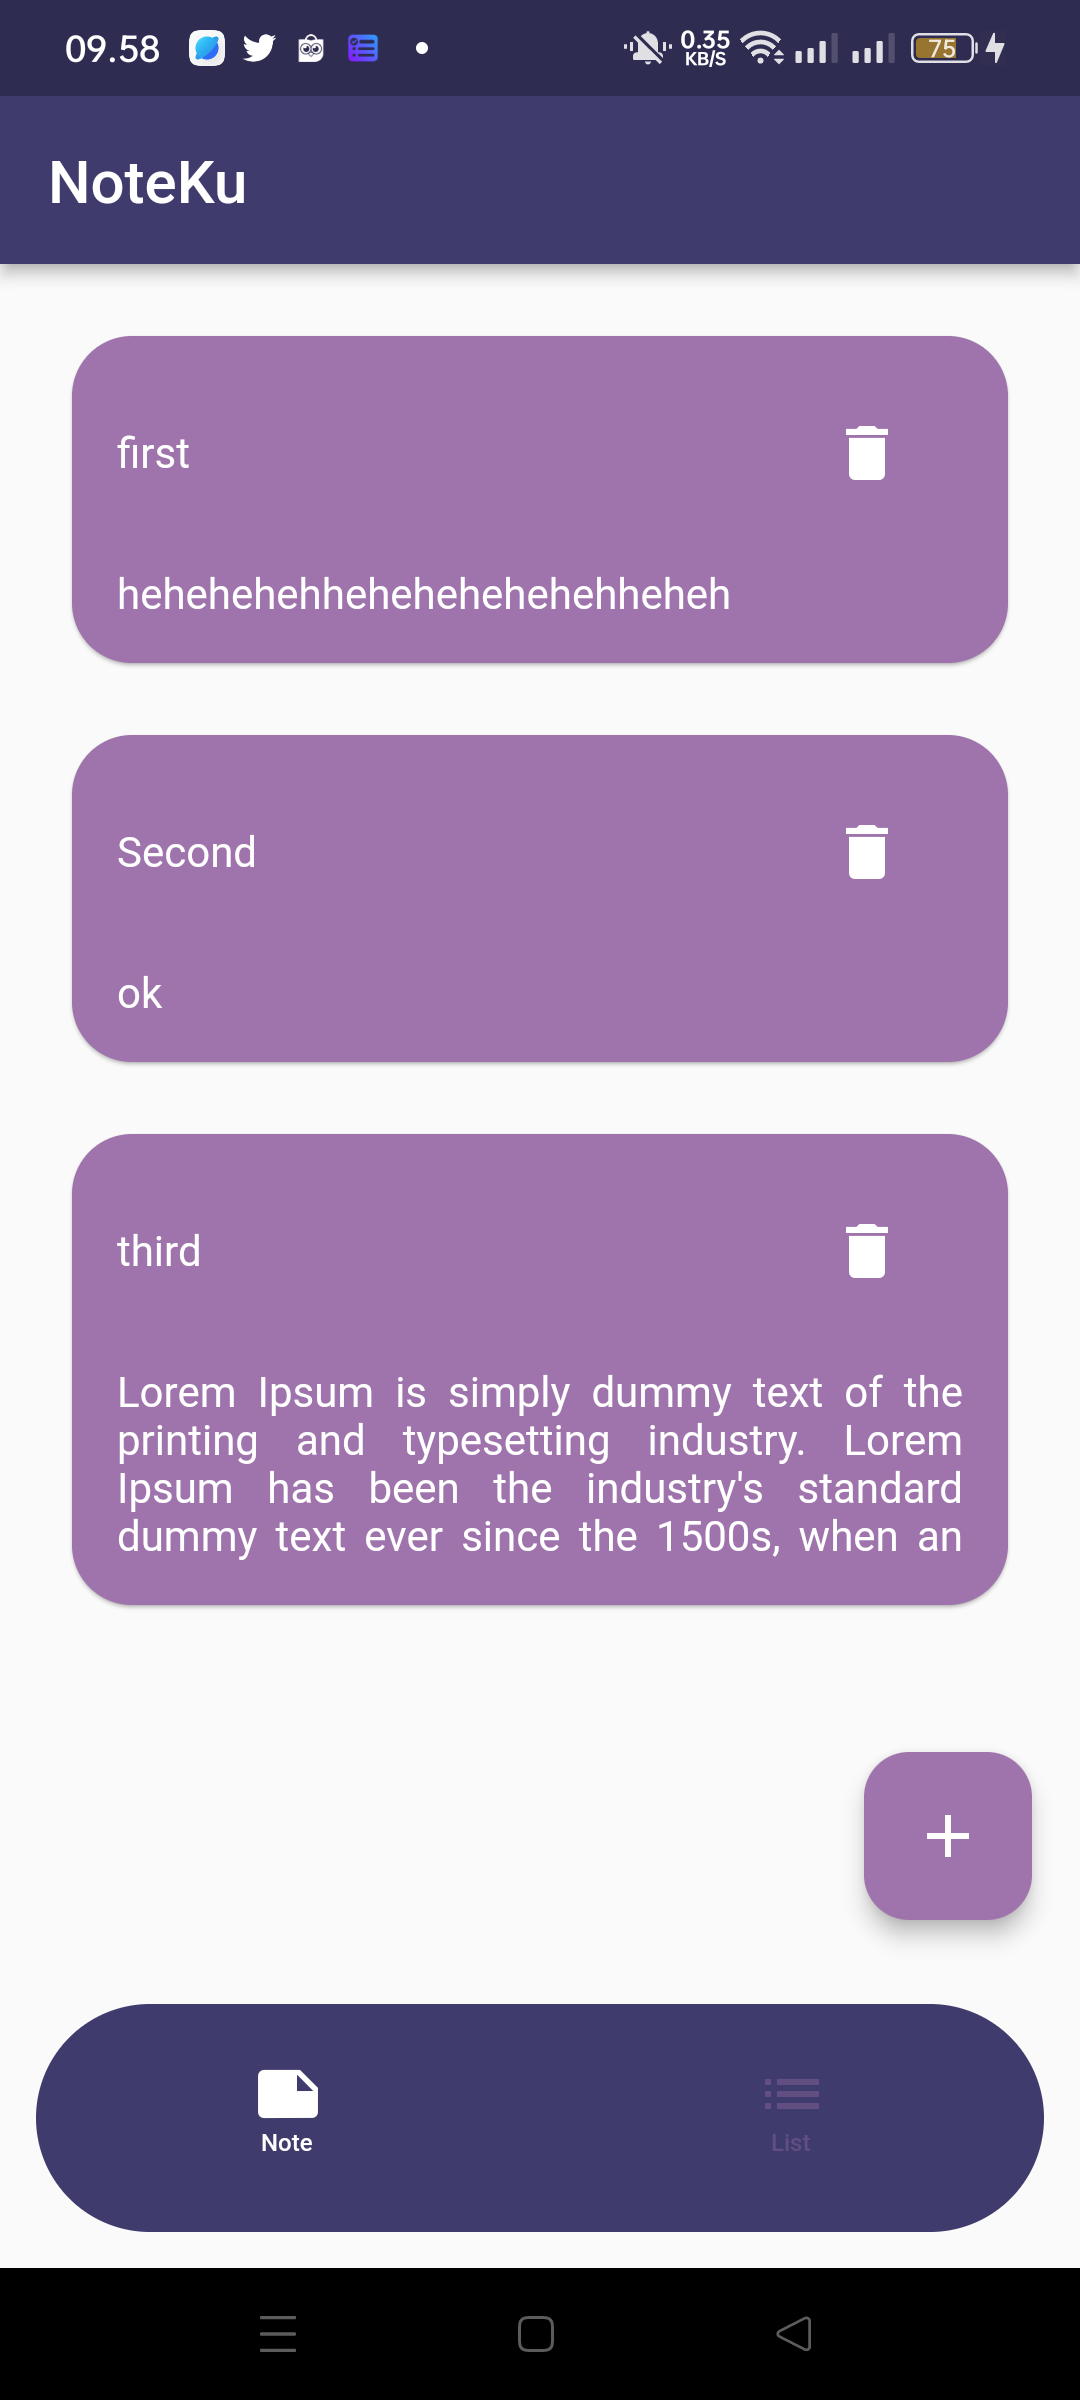 09.58
0.35
KB/S
75
NoteKu
first
hehehehehhehehehehehehheheh
Second
ok
third
Lorem Ipsum is simply dummy text of the
printing and typesetting industry. Lorem
Ipsum has been the industry's standard
dummy text ever since the 1500s, when an
Note
List